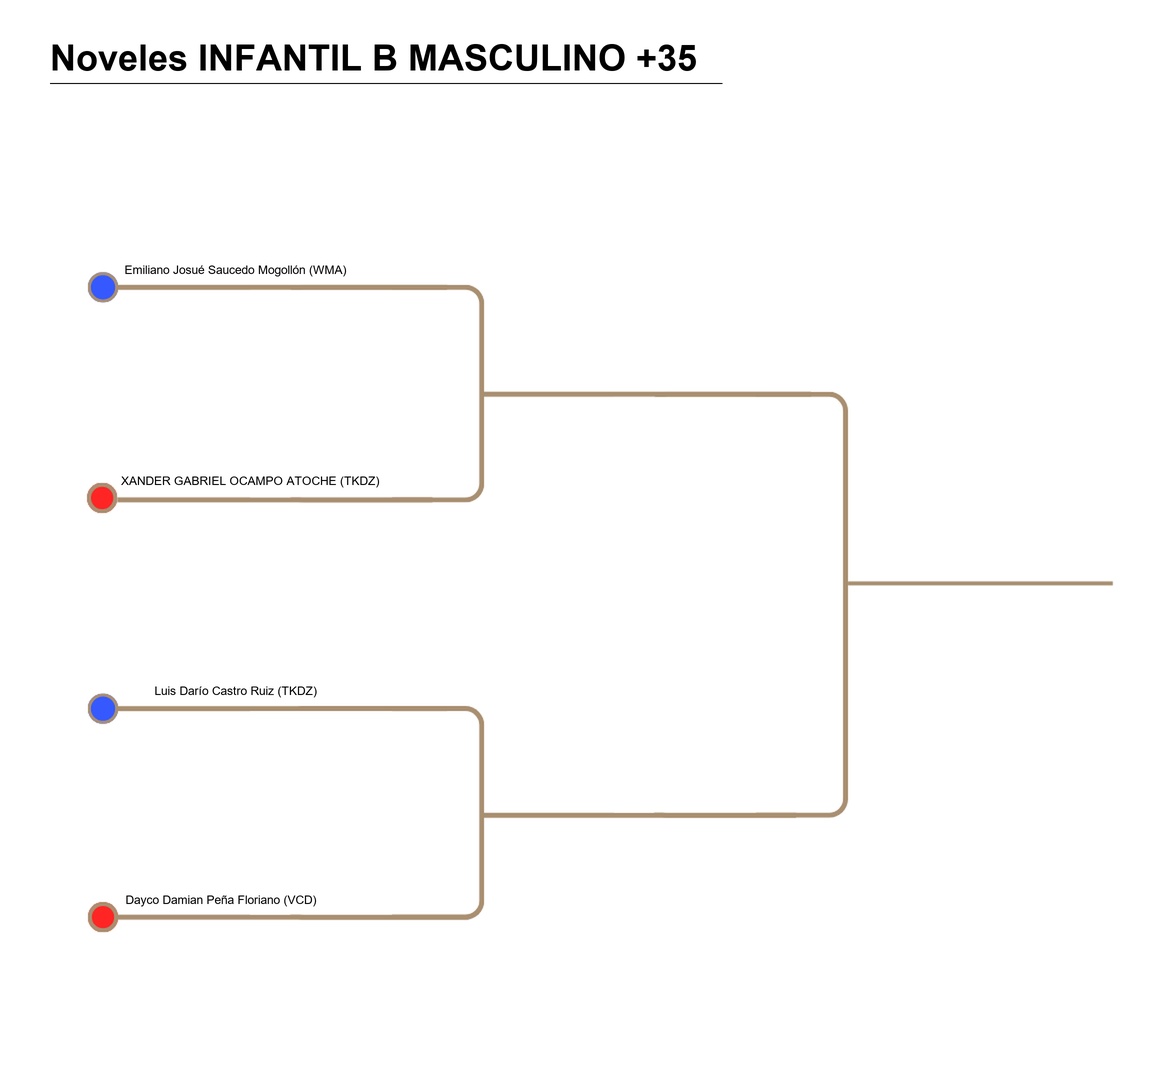 Noveles INFANTIL B MASCULINO +35
Emiliano Josué Saucedo Mogollón (WMA)
XANDER GABRIEL OCAMPO ATOCHE (TKDZ)
Luis Darío Castro Ruiz (TKDZ)
Dayco Damian Peña Floriano (VCD)